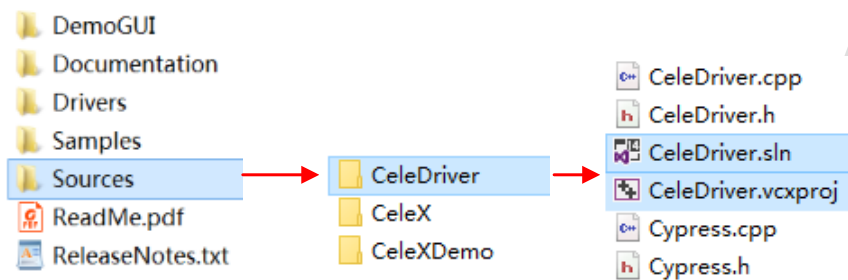 DemoGUI
Documentation
Drivers
Samples
Sources
ReadMe.pdf
ReleaseNotes.txt
CeleDriver
CeleX
CeleXDemo
CeleDriver.cpp
CeleDriver.h
CeleDriver.sln
CeleDriver.vcxproj
Cypress.cpp
Cypress.h